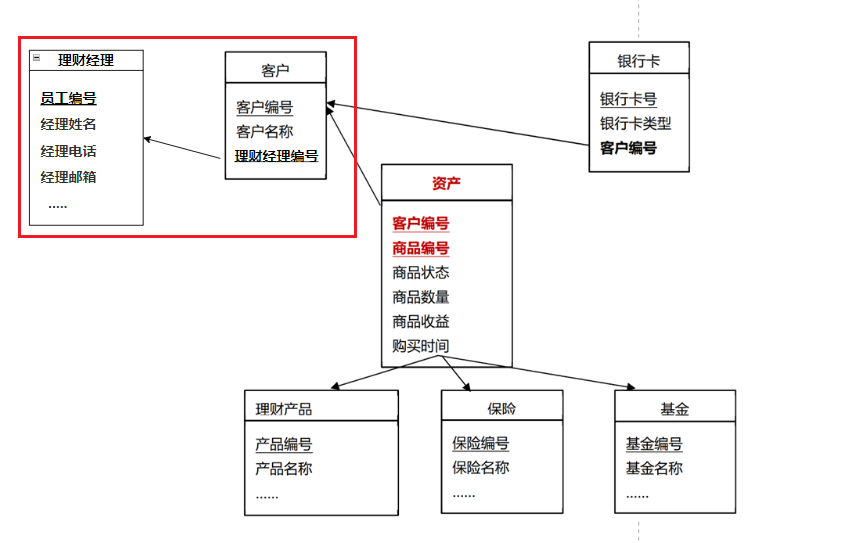 理财经理
员工编号
经理姓名
经理电话
经理邮箱
.....
客户
客户编号
客户名称
理财经理编号
银行卡
银行卡号
银行卡类型
客户编号
资产
客户编号
商品编号
商品状态
商品数量
商品收益
购买时间
理财产品
产品编号
产品名称
......
保险
保险编号
保险名称
......
基金
基金编号
基金名称
......